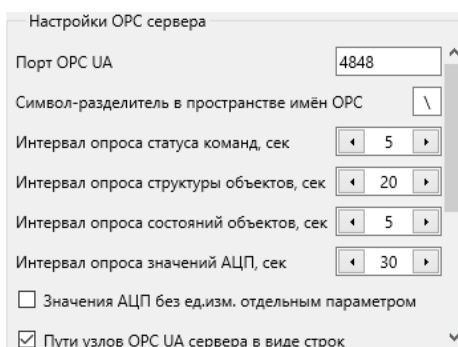 Настройки OPC сервера
Порт OPC UA 4848
Символ-разделитель в пространстве имён OPC \
Интервал опроса статуса команд, сек 5
Интервал опроса структуры объектов, сек 20
Интервал опроса состояний объектов, сек 5
Интервал опроса значений АЦП, сек 30
Значения АЦП без ед.изм. отдельным параметром
Пути узлов OPC UA сервера в виде строк